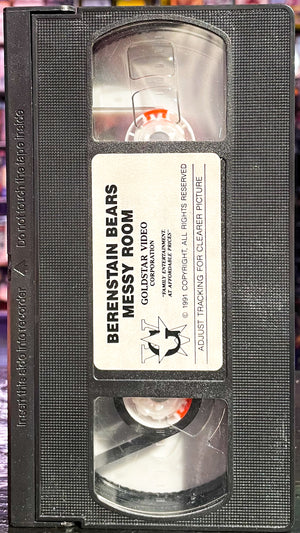 Insert this side into recorder
Do not touch the tape inside
BERENSTAIN BEARS
MESSY ROOM
GOLDSTAR VIDEO
CORPORATION
"FAMILY ENTERTAINMENT
AT AFFORDABLE PRICES"
GV
© 1991 COPYRIGHT, ALL RIGHTS RESERVED
ADJUST TRACKING FOR CLEARER PICTURE